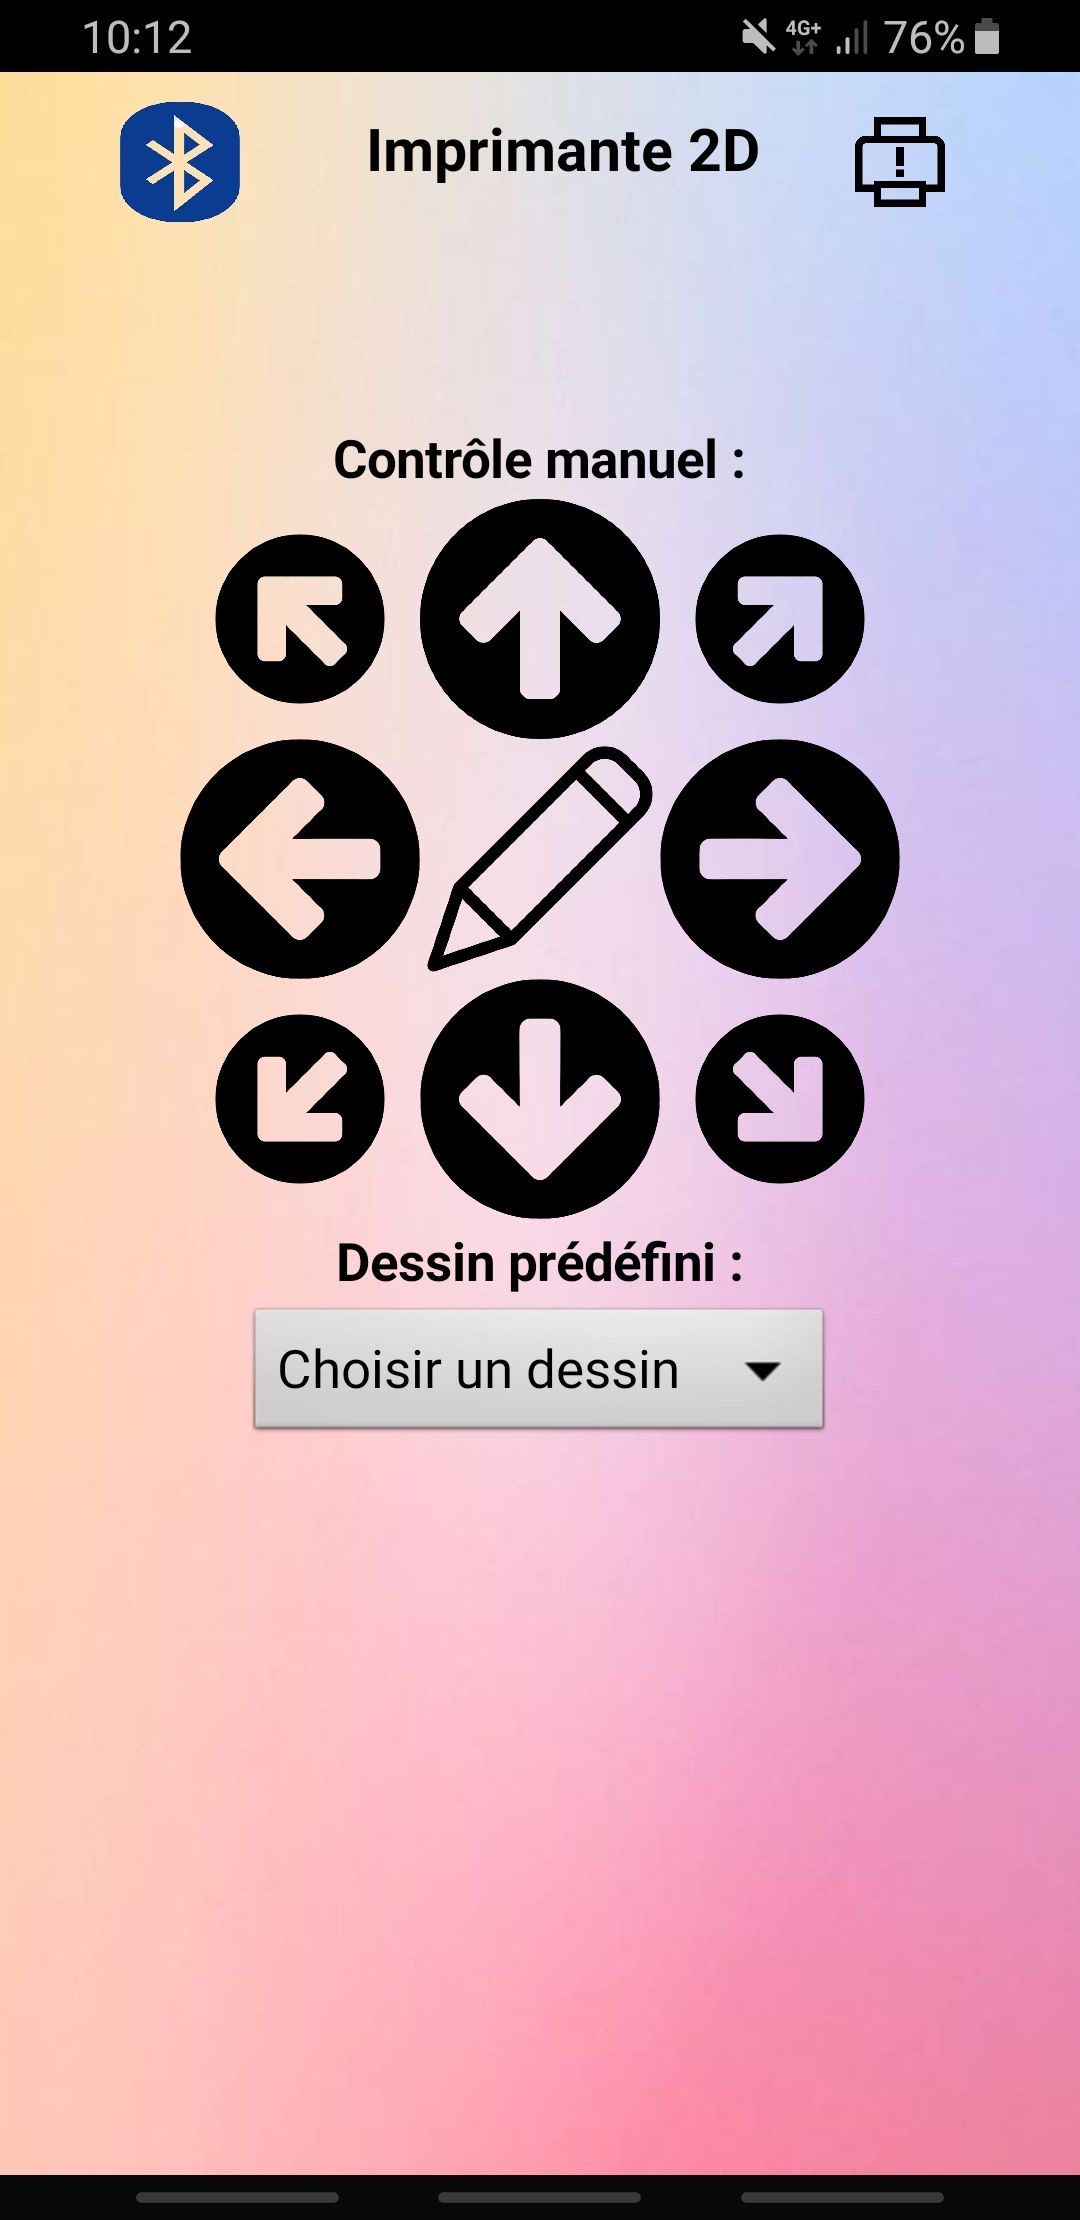 10:12 4G+ 76%
Imprimante 2D
Contrôle manuel :
Dessin prédéfini :
Choisir un dessin